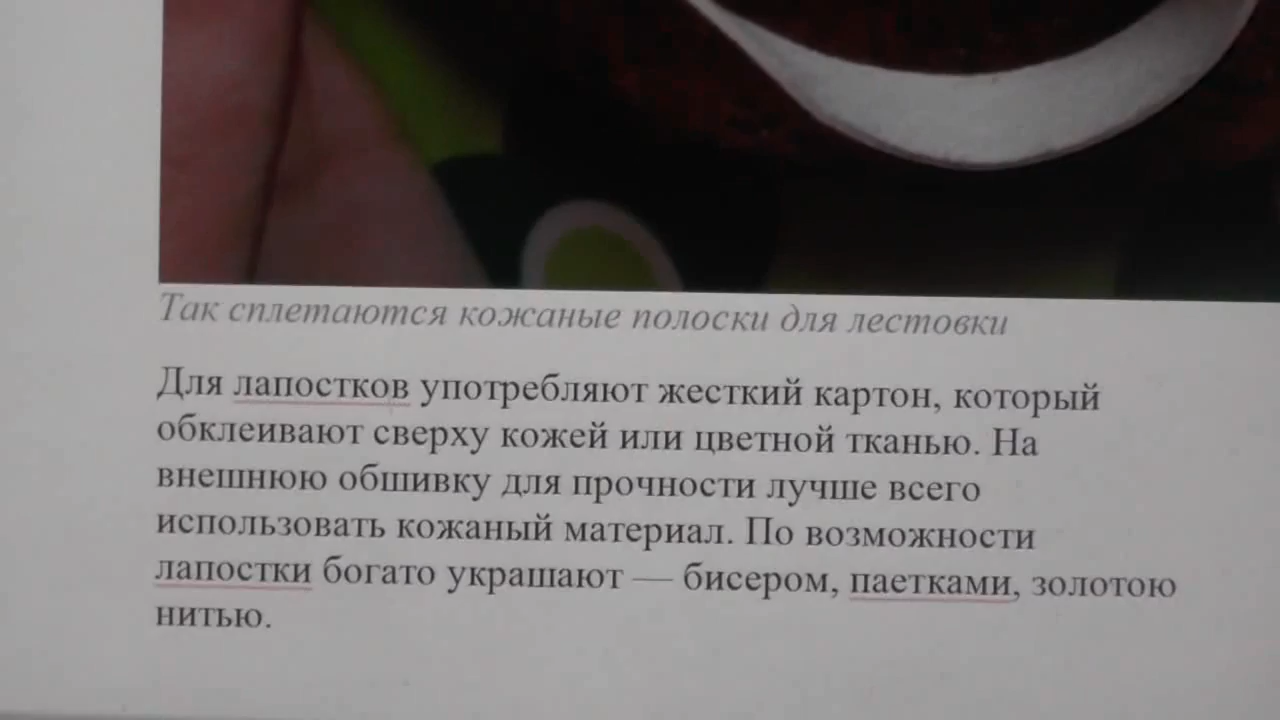 Так сплетаются кожаные полоски для лестовки
Для лапостков употребляют жесткий картон, который
обклеивают сверху кожей или цветной тканью. На
внешнюю обшивку для прочности лучше всего
использовать кожаный материал. По возможности
лапостки богато украшают — бисером, паетками, золотою
нитью.